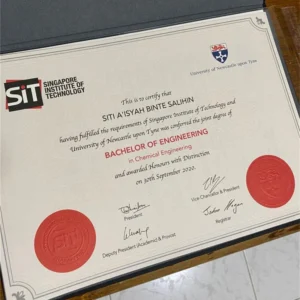 SiT
SINGAPORE
INSTITUTE OF
TECHNOLOGY
University of Newcastle upon Tyne
This is to certify that
SITI A'ISYAH BINTE SALIHIN
having fulfilled the requirements of Singapore Institute of Technology and
University of Newcastle upon Tyne was conferred the joint degree of
BACHELOR OF ENGINEERING
in Chemical Engineering
and awarded Honours with Distinction
on 30th September 2020.
President
Vice-Chancellor & President
Deputy President (Academic) & Provost
Registrar
SiT